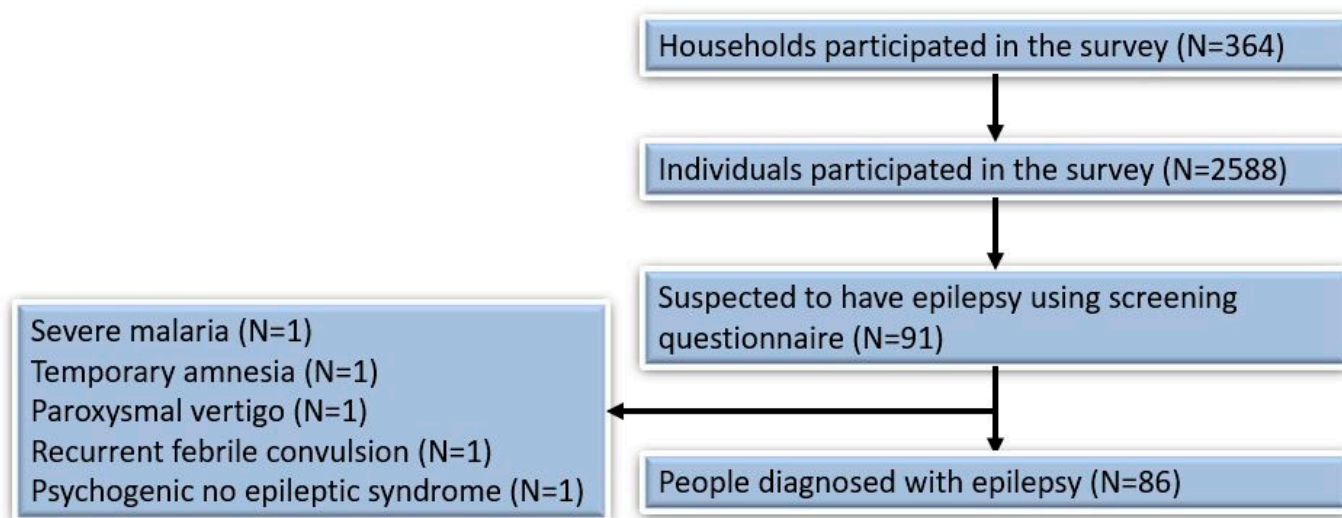 Households participated in the survey (N=364)
Individuals participated in the survey (N=2588)
Suspected to have epilepsy using screening
questionnaire (N=91)
Severe malaria (N=1)
Temporary amnesia (N=1)
Paroxysmal vertigo (N=1)
Recurrent febrile convulsion (N=1)
Psychogenic no epileptic syndrome (N=1)
People diagnosed with epilepsy (N=86)